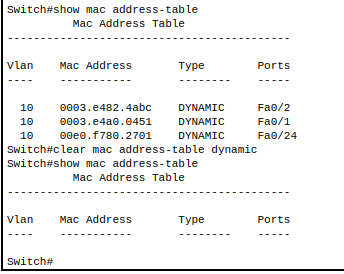 Switch#show mac address-table
Mac Address Table
-------------------------------------------
Vlan    Mac Address       Type        Ports
----    -----------       --------    -----
10    0003.e482.4abc    DYNAMIC     Fa0/2
10    0003.e4a0.0451    DYNAMIC     Fa0/1
10    00e0.f780.2701    DYNAMIC     Fa0/24
Switch#clear mac address-table dynamic
Switch#show mac address-table
Mac Address Table
-------------------------------------------
Vlan    Mac Address       Type        Ports
----    -----------       --------    -----
Switch#